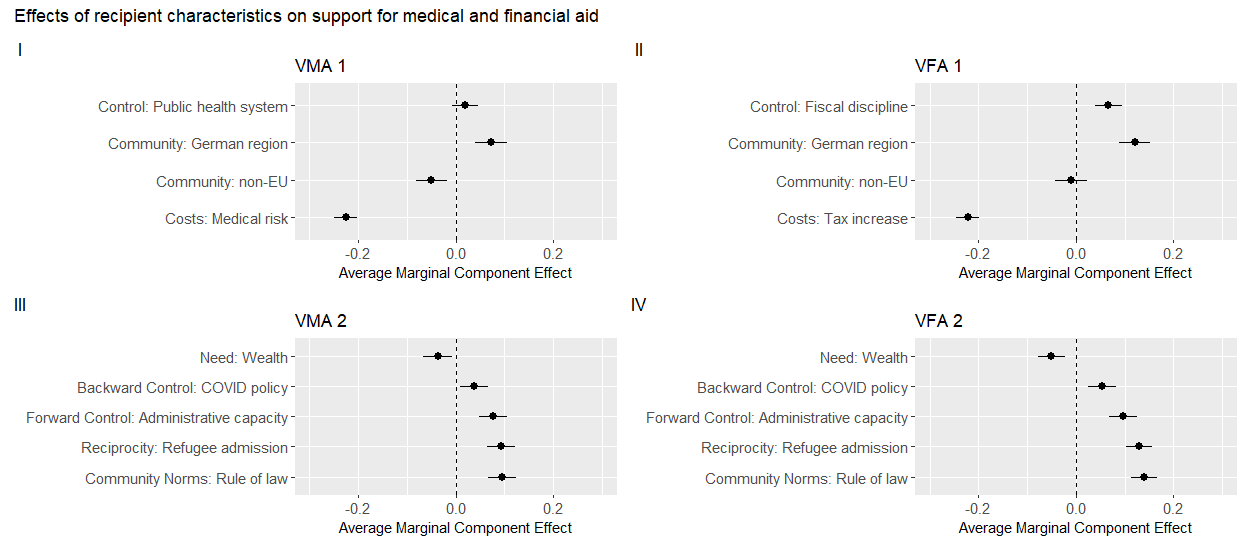 Effects of recipient characteristics on support for medical and financial aid
I
VMA 1
Control: Public health system
Community: German region
Community: non-EU
Costs: Medical risk
-0.2 0.0 0.2
Average Marginal Component Effect
II
VFA 1
Control: Fiscal discipline
Community: German region
Community: non-EU
Costs: Tax increase
-0.2 0.0 0.2
Average Marginal Component Effect
III
VMA 2
Need: Wealth
Backward Control: COVID policy
Forward Control: Administrative capacity
Reciprocity: Refugee admission
Community Norms: Rule of law
-0.2 0.0 0.2
Average Marginal Component Effect
IV
VFA 2
Need: Wealth
Backward Control: COVID policy
Forward Control: Administrative capacity
Reciprocity: Refugee admission
Community Norms: Rule of law
-0.2 0.0 0.2
Average Marginal Component Effect